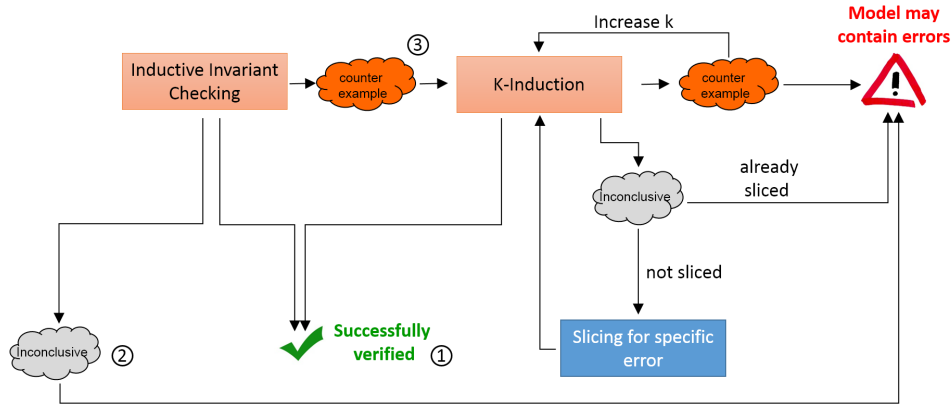 Increase k
Model may
contain errors
③
Inductive Invariant
Checking
counter
example
K-Induction
counter
example
!
already
sliced
Inconclusive
not sliced
Inconclusive
②
Successfully
verified
①
Slicing for specific
error